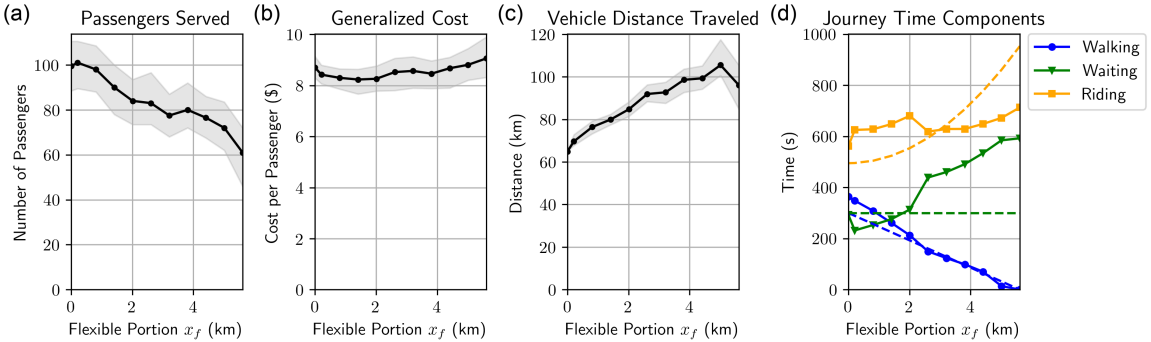 (a) Passengers Served
Number of Passengers
100
80
60
40
20
0
0 2 4
Flexible Portion x_f (km)
(b) Generalized Cost
Cost per Passenger ($)
10
8
6
4
2
0
0 2 4
Flexible Portion x_f (km)
(c) Vehicle Distance Traveled
Distance (km)
120
100
80
60
40
20
0
0 2 4
Flexible Portion x_f (km)
(d) Journey Time Components
Time (s)
1000
800
600
400
200
0
0 2 4
Flexible Portion x_f (km)
Walking
Waiting
Riding